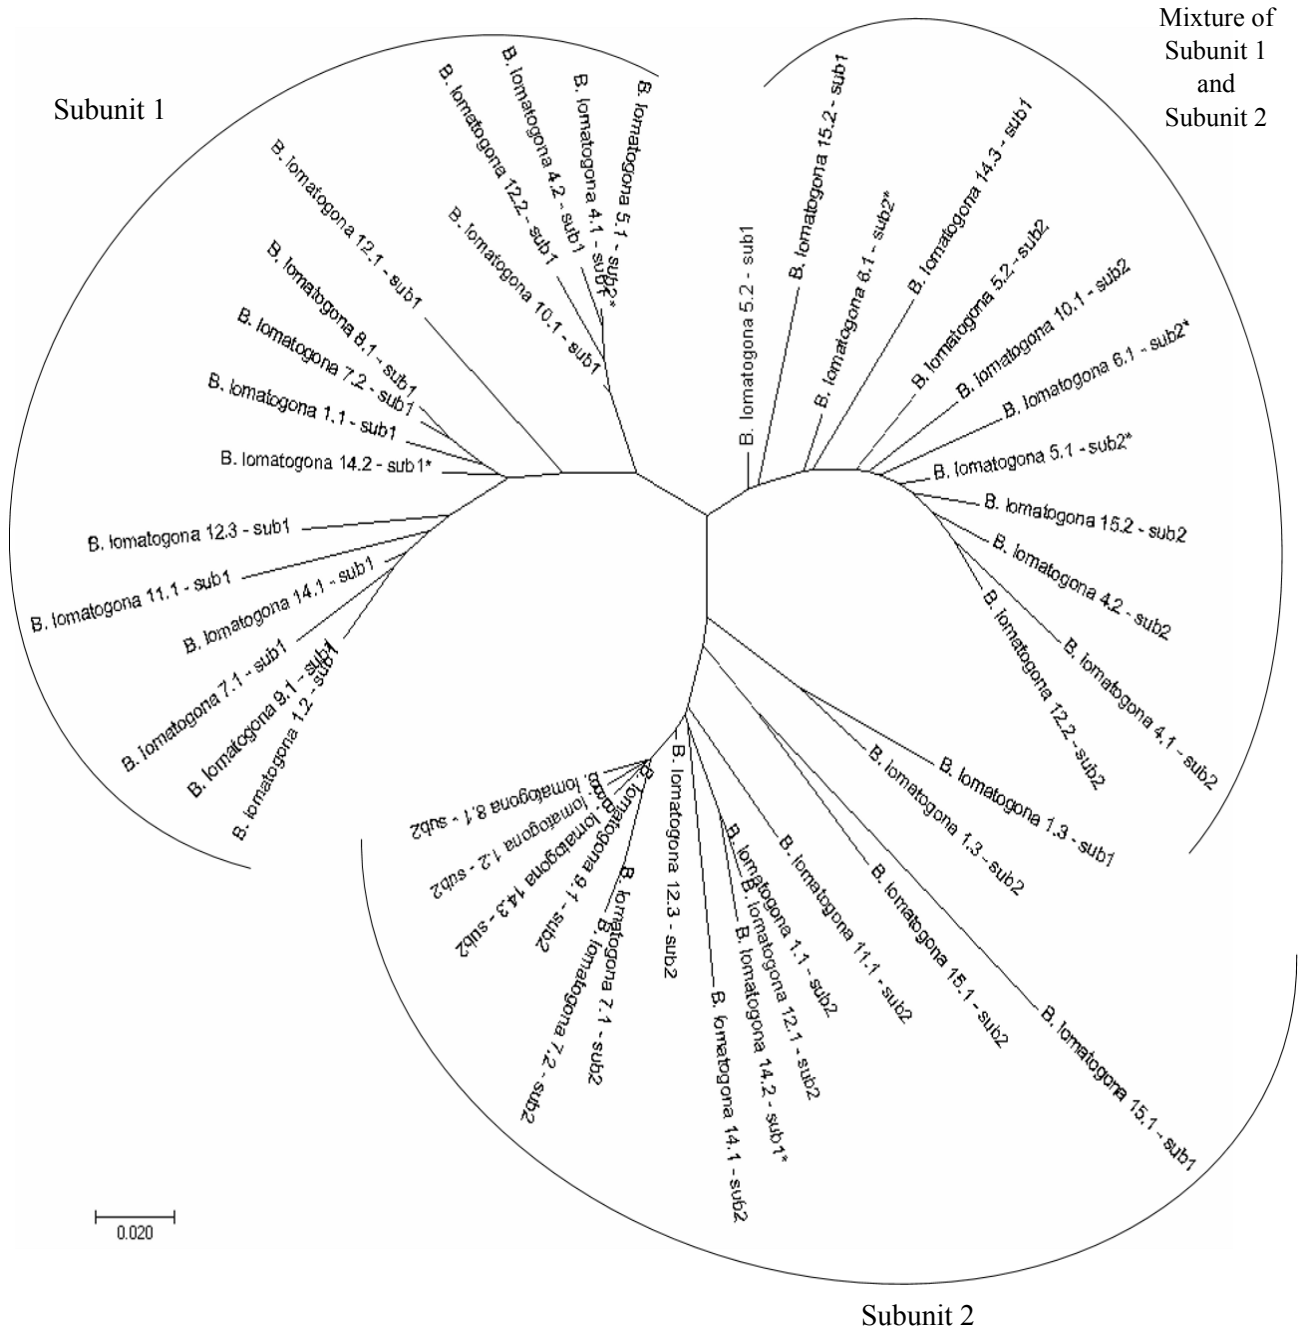 Mixture of
Subunit 1
and
Subunit 2
Subunit 1
B. lomatogona 5.1 - sub2*
B. lomatogona 4.1 - sub1
B. lomatogona 4.2 - sub1
B. lomatogona 12.2 - sub1
B. lomatogona 10.1 - sub1
B. lomatogona 12.1 - sub1
B. lomatogona 8.1 - sub1
B. lomatogona 7.2 - sub1
B. lomatogona 1.1 - sub1
B. lomatogona 14.2 - sub1*
B. lomatogona 12.3 - sub1
B. lomatogona 11.1 - sub1
B. lomatogona 14.1 - sub1
B. lomatogona 7.1 - sub1
B. lomatogona 9.1 - sub1
B. lomatogona 1.2 - sub1
B. lomatogona 5.2 - sub1
B. lomatogona 15.2 - sub1
B. lomatogona 6.1 - sub2*
B. lomatogona 14.3 - sub1
B. lomatogona 5.2 - sub2
B. lomatogona 10.1 - sub2
B. lomatogona 6.1 - sub2*
B. lomatogona 5.1 - sub2*
B. lomatogona 15.2 - sub2
B. lomatogona 4.2 - sub2
B. lomatogona 4.1 - sub2
B. lomatogona 12.2 - sub2
B. lomatogona 1.3 - sub1
B. lomatogona 1.3 - sub2
B. lomatogona 15.1 - sub1
B. lomatogona 15.1 - sub2
B. lomatogona 11.1 - sub2
B. lomatogona 1.1 - sub2
B. lomatogona 12.1 - sub2
B. lomatogona 14.2 - sub1*
B. lomatogona 14.1 - sub2
B. lomatogona 12.3 - sub2
B. lomatogona 7.1 - sub2
B. lomatogona 7.2 - sub2
B. lomatogona 9.1 - sub2
B. lomatogona 14.3 - sub2
B. lomatogona 1.2 - sub2
B. lomatogona 8.1 - sub2
0.020
Subunit 2